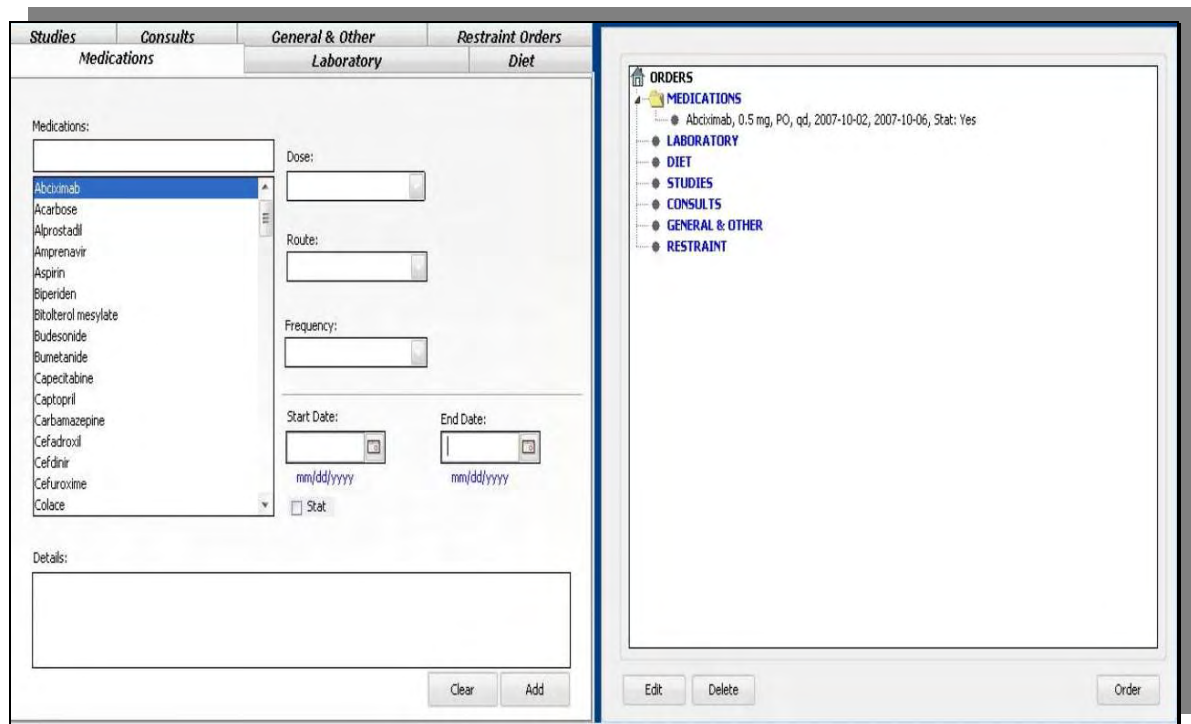 Studies Consults General & Other Restraint Orders
Medications Laboratory Diet
Medications:
Abciximab
Acarbose
Alprostadil
Amprenavir
Aspirin
Biperiden
Bitolterol mesylate
Budesonide
Bumetanide
Capecitabine
Captopril
Carbamazepine
Cefadroxil
Cefdinir
Cefuroxime
Colace
Dose:
Route:
Frequency:
Start Date: End Date:
mm/dd/yyyy mm/dd/yyyy
Stat
Details:
Clear Add
ORDERS
MEDICATIONS
Abciximab, 0.5 mg, PO, qd, 2007-10-02, 2007-10-06, Stat: Yes
LABORATORY
DIET
STUDIES
CONSULTS
GENERAL & OTHER
RESTRAINT
Edit Delete Order